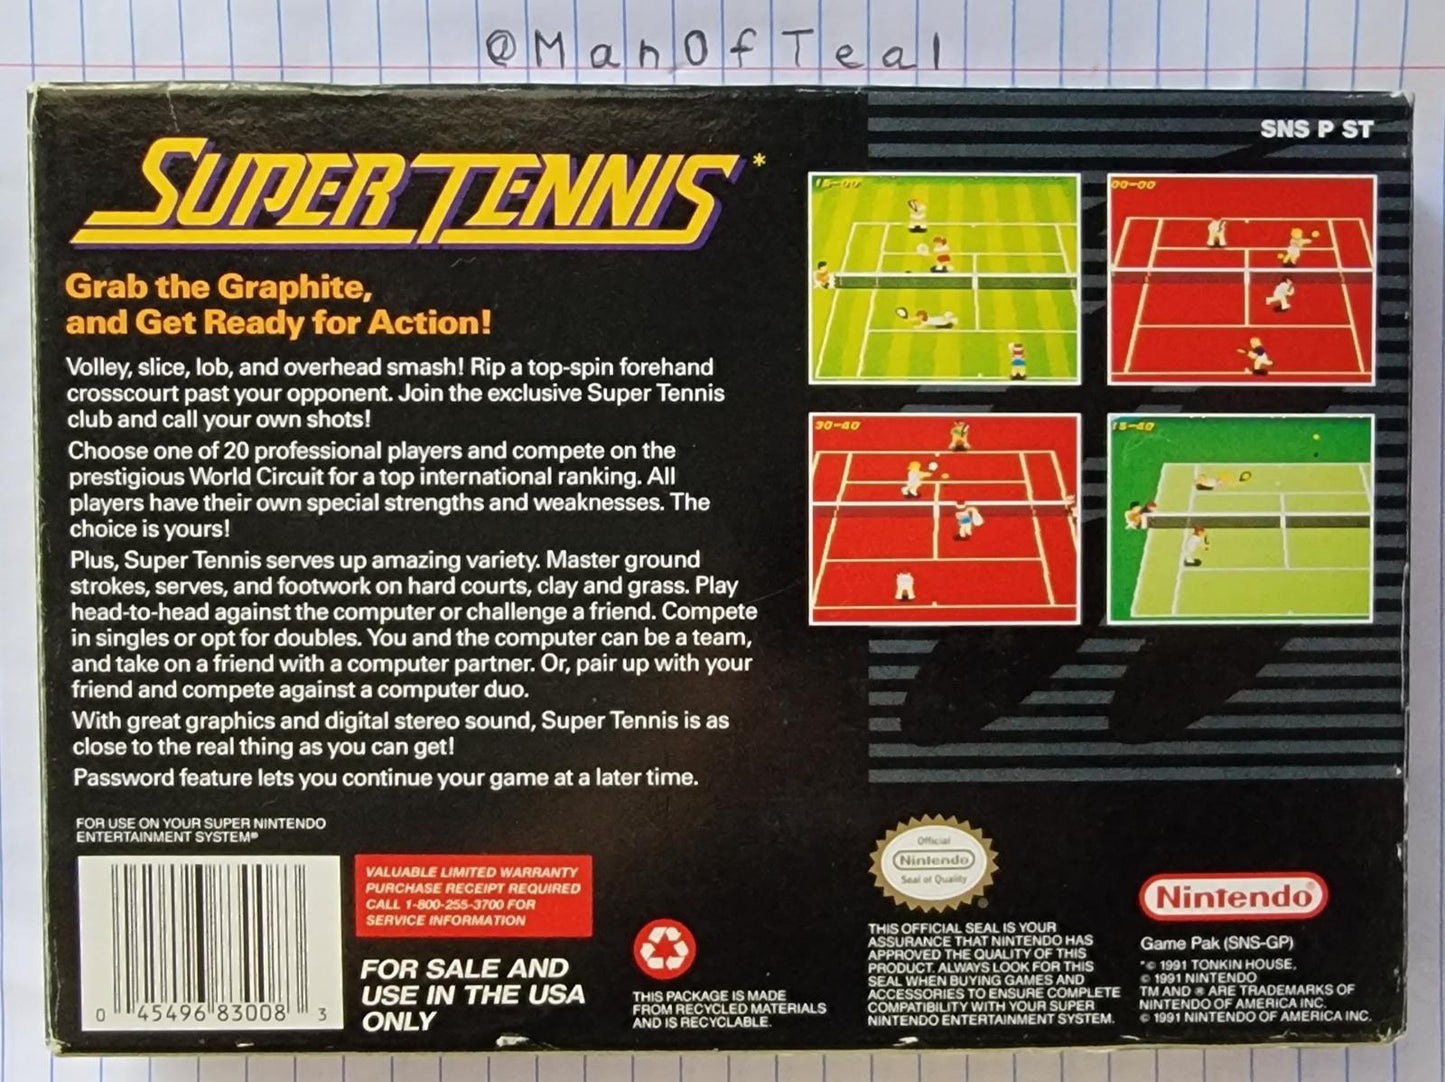 @ManOfTeal
SNS P ST
SUPER TENNIS*
Grab the Graphite,
and Get Ready for Action!
Volley, slice, lob, and overhead smash! Rip a top-spin forehand
crosscourt past your opponent. Join the exclusive Super Tennis
club and call your own shots!
Choose one of 20 professional players and compete on the
prestigious World Circuit for a top international ranking. All
players have their own special strengths and weaknesses. The
choice is yours!
Plus, Super Tennis serves up amazing variety. Master ground
strokes, serves, and footwork on hard courts, clay and grass. Play
head-to-head against the computer or challenge a friend. Compete
in singles or opt for doubles. You and the computer can be a team,
and take on a friend with a computer partner. Or, pair up with your
friend and compete against a computer duo.
With great graphics and digital stereo sound, Super Tennis is as
close to the real thing as you can get!
Password feature lets you continue your game at a later time.
15-00
00-00
30-40
15-40
FOR USE ON YOUR SUPER NINTENDO
ENTERTAINMENT SYSTEM®
0 45496 83008 3
VALUABLE LIMITED WARRANTY
PURCHASE RECEIPT REQUIRED
CALL 1-800-255-3700 FOR
SERVICE INFORMATION
FOR SALE AND
USE IN THE USA
ONLY
THIS PACKAGE IS MADE
FROM RECYCLED MATERIALS
AND IS RECYCLABLE.
Official
Nintendo
Seal of Quality
THIS OFFICIAL SEAL IS YOUR
ASSURANCE THAT NINTENDO HAS
APPROVED THE QUALITY OF THIS
PRODUCT. ALWAYS LOOK FOR THIS
SEAL WHEN BUYING GAMES AND
ACCESSORIES TO ENSURE COMPLETE
COMPATIBILITY WITH YOUR SUPER
NINTENDO ENTERTAINMENT SYSTEM.
Nintendo®
Game Pak (SNS-GP)
*© 1991 TONKIN HOUSE.
© 1991 NINTENDO
TM AND ® ARE TRADEMARKS OF
NINTENDO OF AMERICA INC.
© 1991 NINTENDO OF AMERICA INC.